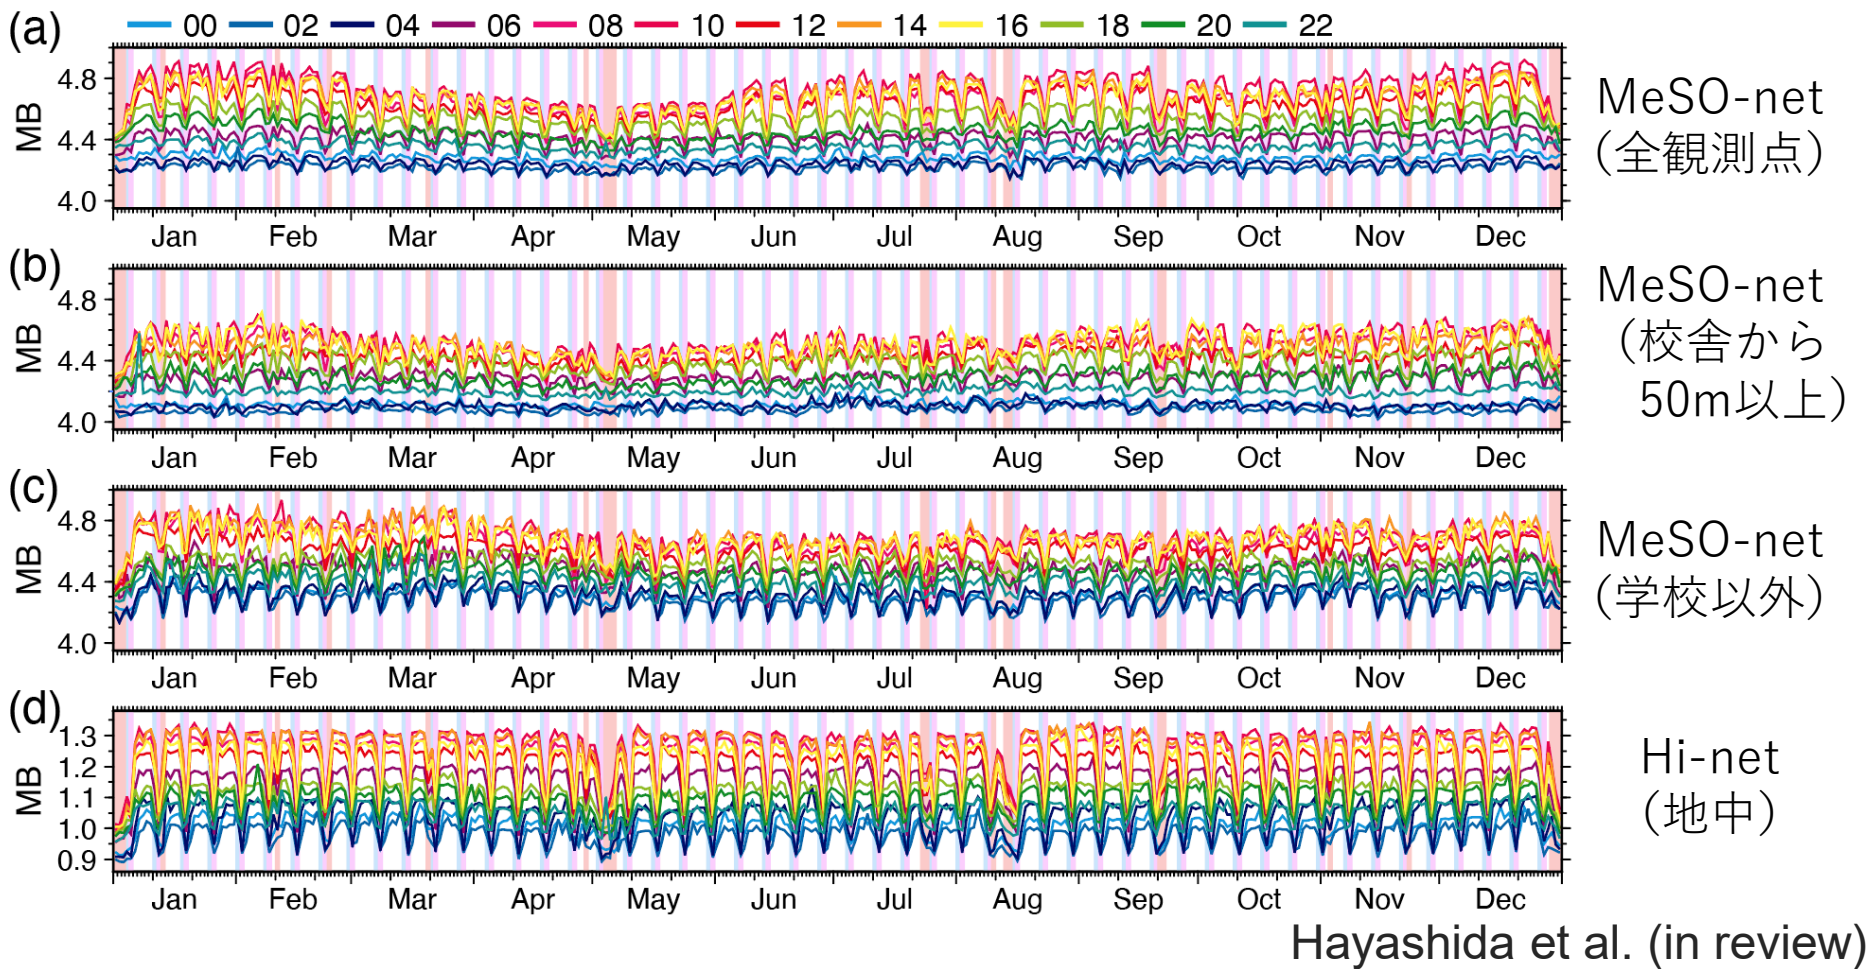 (a)
00 02 04 06 08 10 12 14 16 18 20 22
4.8
4.4
4.0
MB
Jan Feb Mar Apr May Jun Jul Aug Sep Oct Nov Dec
MeSO-net
(全観測点)
(b)
4.8
4.4
4.0
MB
Jan Feb Mar Apr May Jun Jul Aug Sep Oct Nov Dec
MeSO-net
(校舎から
50m以上)
(c)
4.8
4.4
4.0
MB
Jan Feb Mar Apr May Jun Jul Aug Sep Oct Nov Dec
MeSO-net
(学校以外)
(d)
1.3
1.2
1.1
1.0
0.9
MB
Jan Feb Mar Apr May Jun Jul Aug Sep Oct Nov Dec
Hi-net
(地中)
Hayashida et al. (in review)